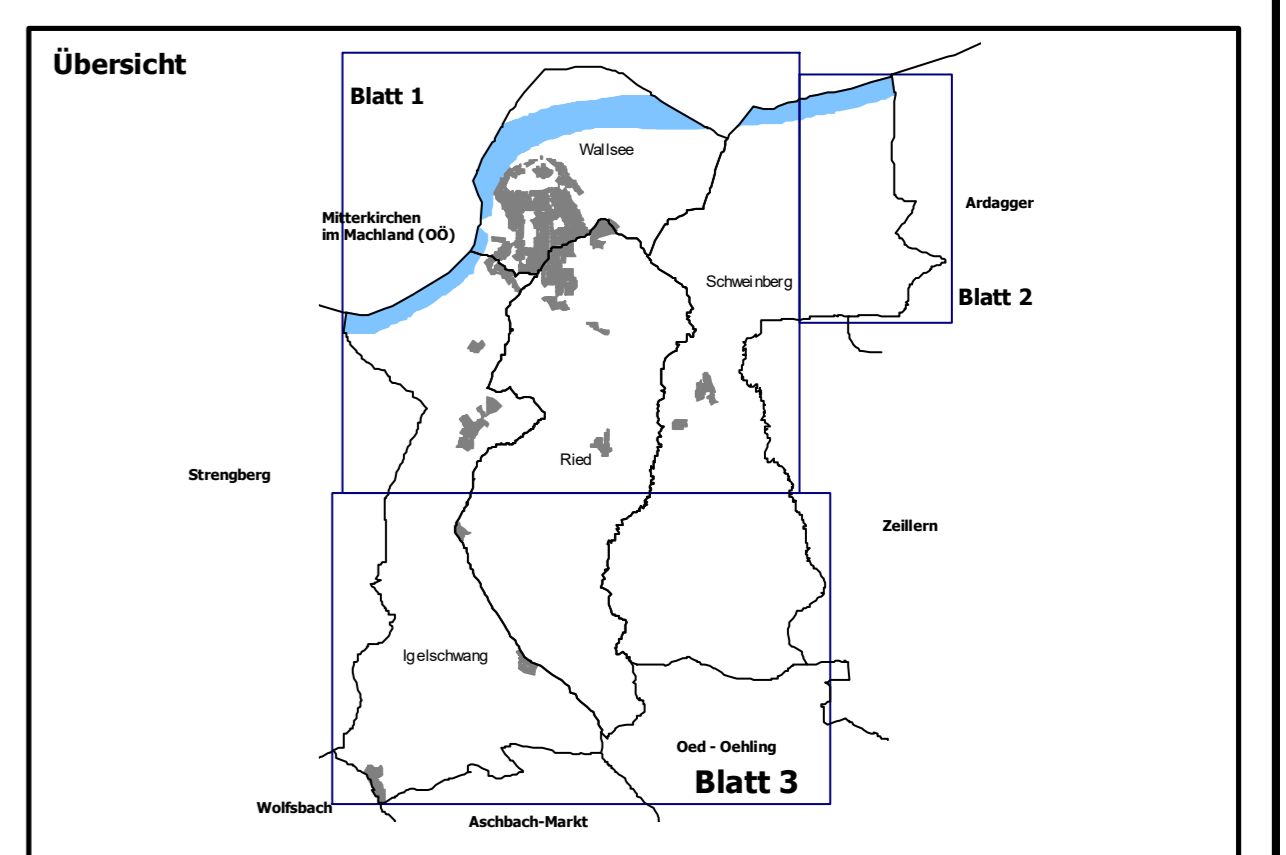 Übersicht
Blatt 1
Wallsee
Mitterkirchen
im Machland (OÖ)
Ardagger
Schweinberg
Blatt 2
Ried
Strengberg
Zeillern
Igelschwang
Oed - Oehling
Blatt 3
Wolfsbach
Aschbach-Markt